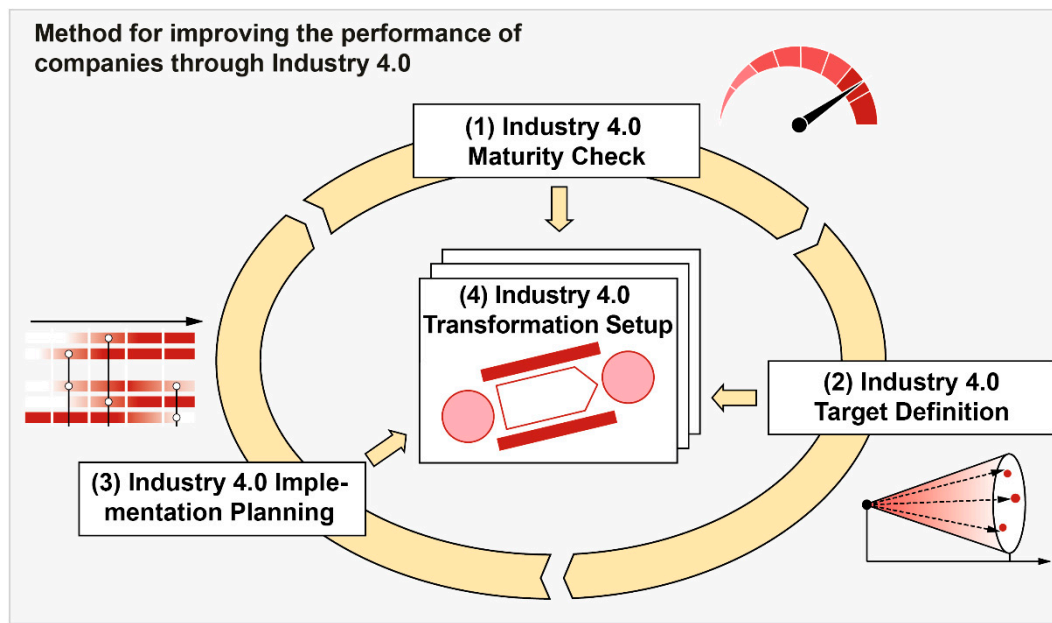 Method for improving the performance of
companies through Industry 4.0
(1) Industry 4.0
Maturity Check
(4) Industry 4.0
Transformation Setup
(2) Industry 4.0
Target Definition
(3) Industry 4.0 Imple-
mentation Planning